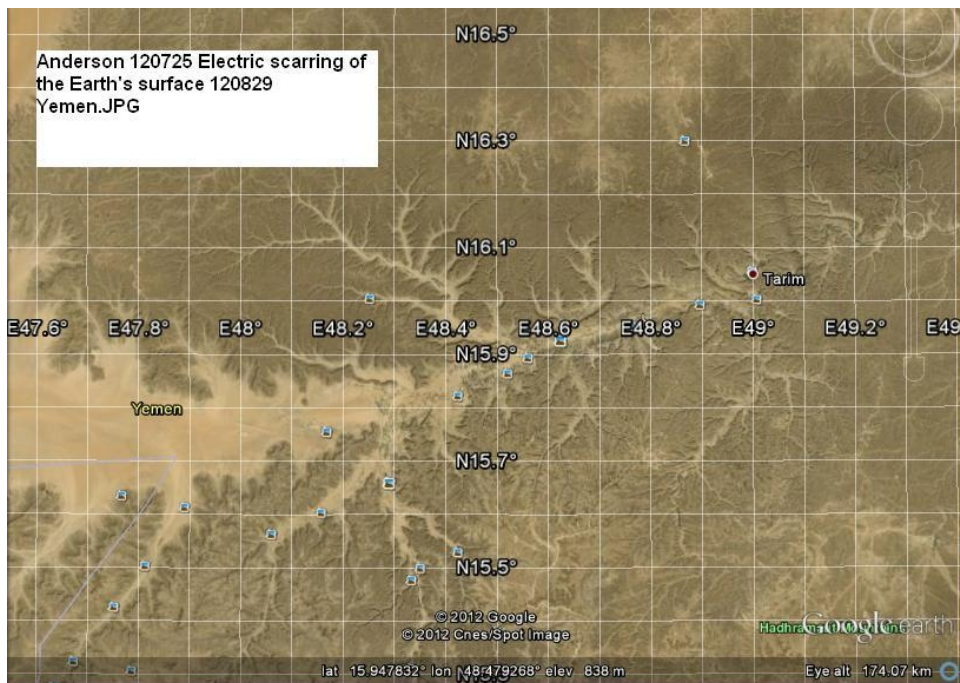 N16.5°
Anderson 120725 Electric scarring of
the Earth's surface 120829
Yemen.JPG
N16.3°
N16.1°
Tarim
E47.6° E47.8° E48° E48.2° E48.4° E48.6° E48.8° E49° E49.2° E49
N15.9°
Yemen
N15.7°
N15.5°
© 2012 Google
© 2012 Cnes/Spot Image
Google earth
lat 15.947832° lon 48.479268° elev 838 m
Eye alt 174.07 km